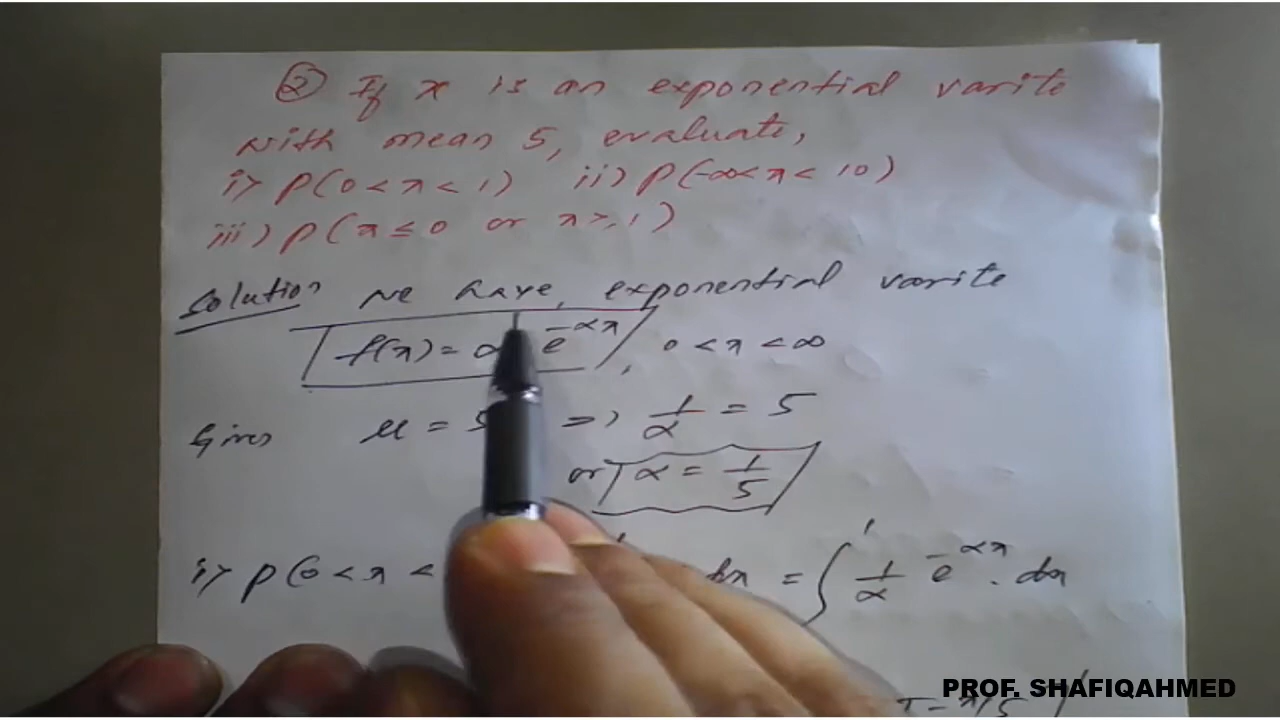 ② If x is an exponential varite
with mean 5, evaluate,
i> P(0<x<1) ii) P(-∞<x<10)
iii) P(x≤0 or x≥1)
Solution We have, exponential varite
f(x) = α e^-αx, 0<x<∞
Given μ = 5 => 1/α = 5
or α = 1/5
i> P(0<x< dx = ∫ 1/α e^-αx . dx
PROF. SHAFIQAHMED